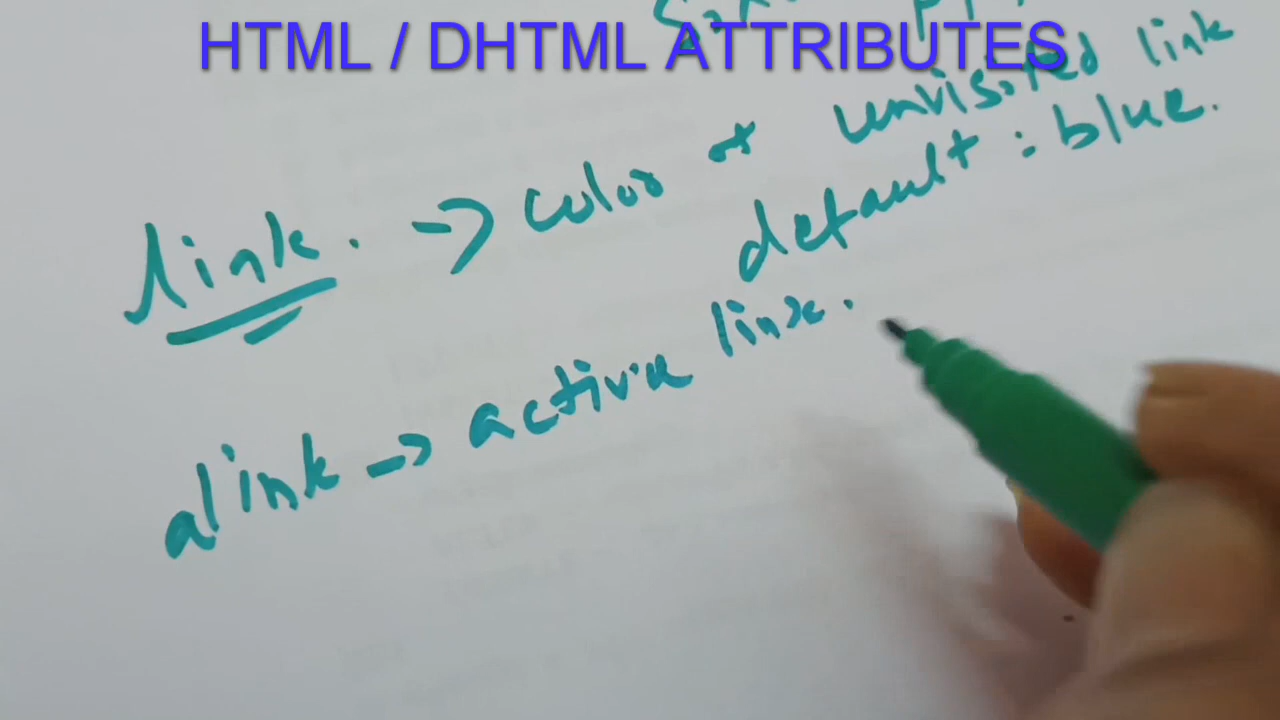 HTML / DHTML ATTRIBUTES
link. → color of unvisited link
default : blue.
alink → active link.